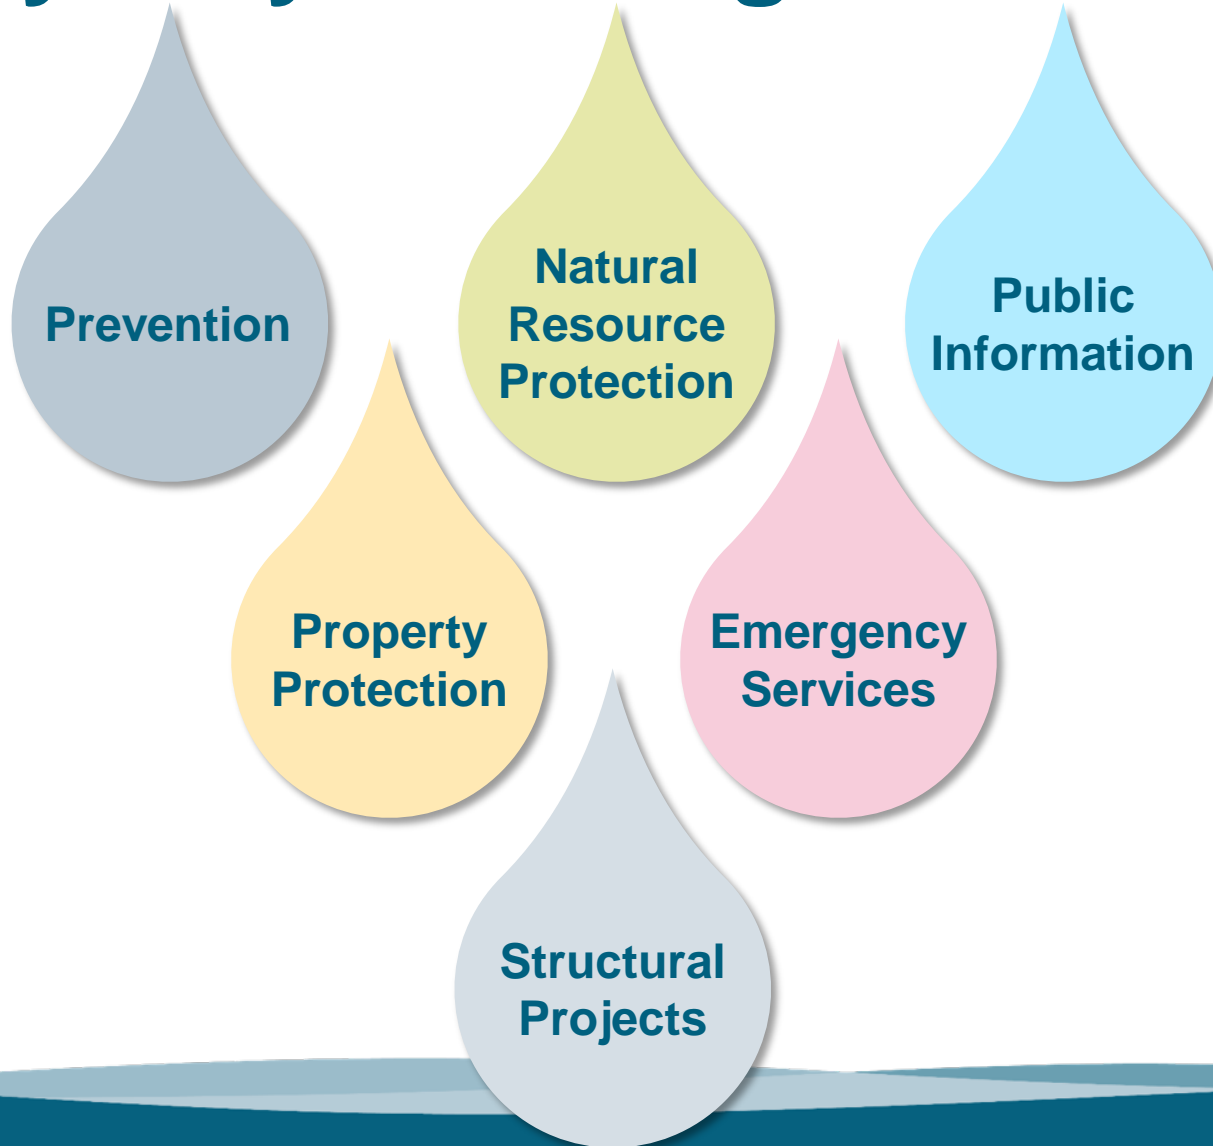 Prevention
Natural
Resource
Protection
Public
Information
Property
Protection
Emergency
Services
Structural
Projects